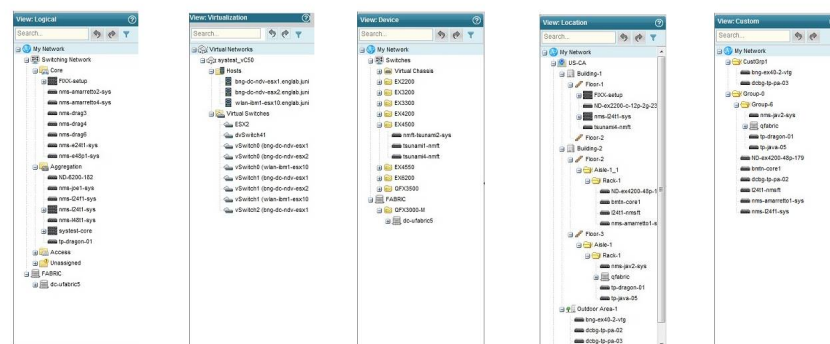 View: Logical
Search...
My Network
Switching Network
Core
FIXX-setup
nms-amarretto2-sys
nms-amarretto4-sys
nms-drag3
nms-drag4
nms-drag6
nms-e24t1-sys
nms-e48p1-sys
Aggregation
ND-6200-182
nms-joe1-sys
nms-l24f1-sys
nms-l24t1-sys
nms-l48t1-sys
systest-core
tp-dragon-01
Access
Unassigned
FABRIC
dc-ufabric5
View: Virtualization
Search...
Virtual Networks
systest_vC50
Hosts
bng-dc-ndv-esx1.englab.juni
bng-dc-ndv-esx2.englab.juni
wlan-ibm1-esx10.englab.juni
Virtual Switches
ESX2
dvSwitch41
vSwitch0 (bng-dc-ndv-esx1
vSwitch0 (bng-dc-ndv-esx2
vSwitch0 (wlan-ibm1-esx10
vSwitch1 (bng-dc-ndv-esx1
vSwitch1 (bng-dc-ndv-esx2
vSwitch1 (wlan-ibm1-esx10
vSwitch2 (bng-dc-ndv-esx1
View: Device
Search...
My Network
Switches
Virtual Chassis
EX2200
EX3200
EX3300
EX4200
EX4500
nmft-tsunami2-sys
tsunami1-nmft
tsunami4-nmft
EX4550
EX6200
QFX3500
FABRIC
QFX3000-M
dc-ufabric5
View: Location
Search...
My Network
US-CA
Building-1
Floor-1
FIXX-setup
ND-ex2200-c-12p-2g-23
nms-l24t1-sys
tsunami4-nmft
Floor-2
Building-2
Floor-2
Aisle-1_1
Rack-1
ND-ex4200-48p-1
bmtn-core1
l24t1-nmsft
nms-amarretto1-s
Floor-3
Aisle-1
Rack-1
nms-jav2-sys
qfabric
tp-dragon-01
tp-java-05
Outdoor Area-1
bng-ex40-2-vtg
dcbg-tp-pa-02
dcbg-tp-pa-03
View: Custom
Search...
My Network
CustGrp1
bng-ex40-2-vtg
dcbg-tp-pa-03
Group-5
Group-6
nms-jav2-sys
qfabric
tp-dragon-01
tp-java-05
ND-ex4200-48p-179
bmtn-core1
dcbg-tp-pa-02
l24t1-nmsft
nms-amarretto1-sys
nms-l24t1-sys